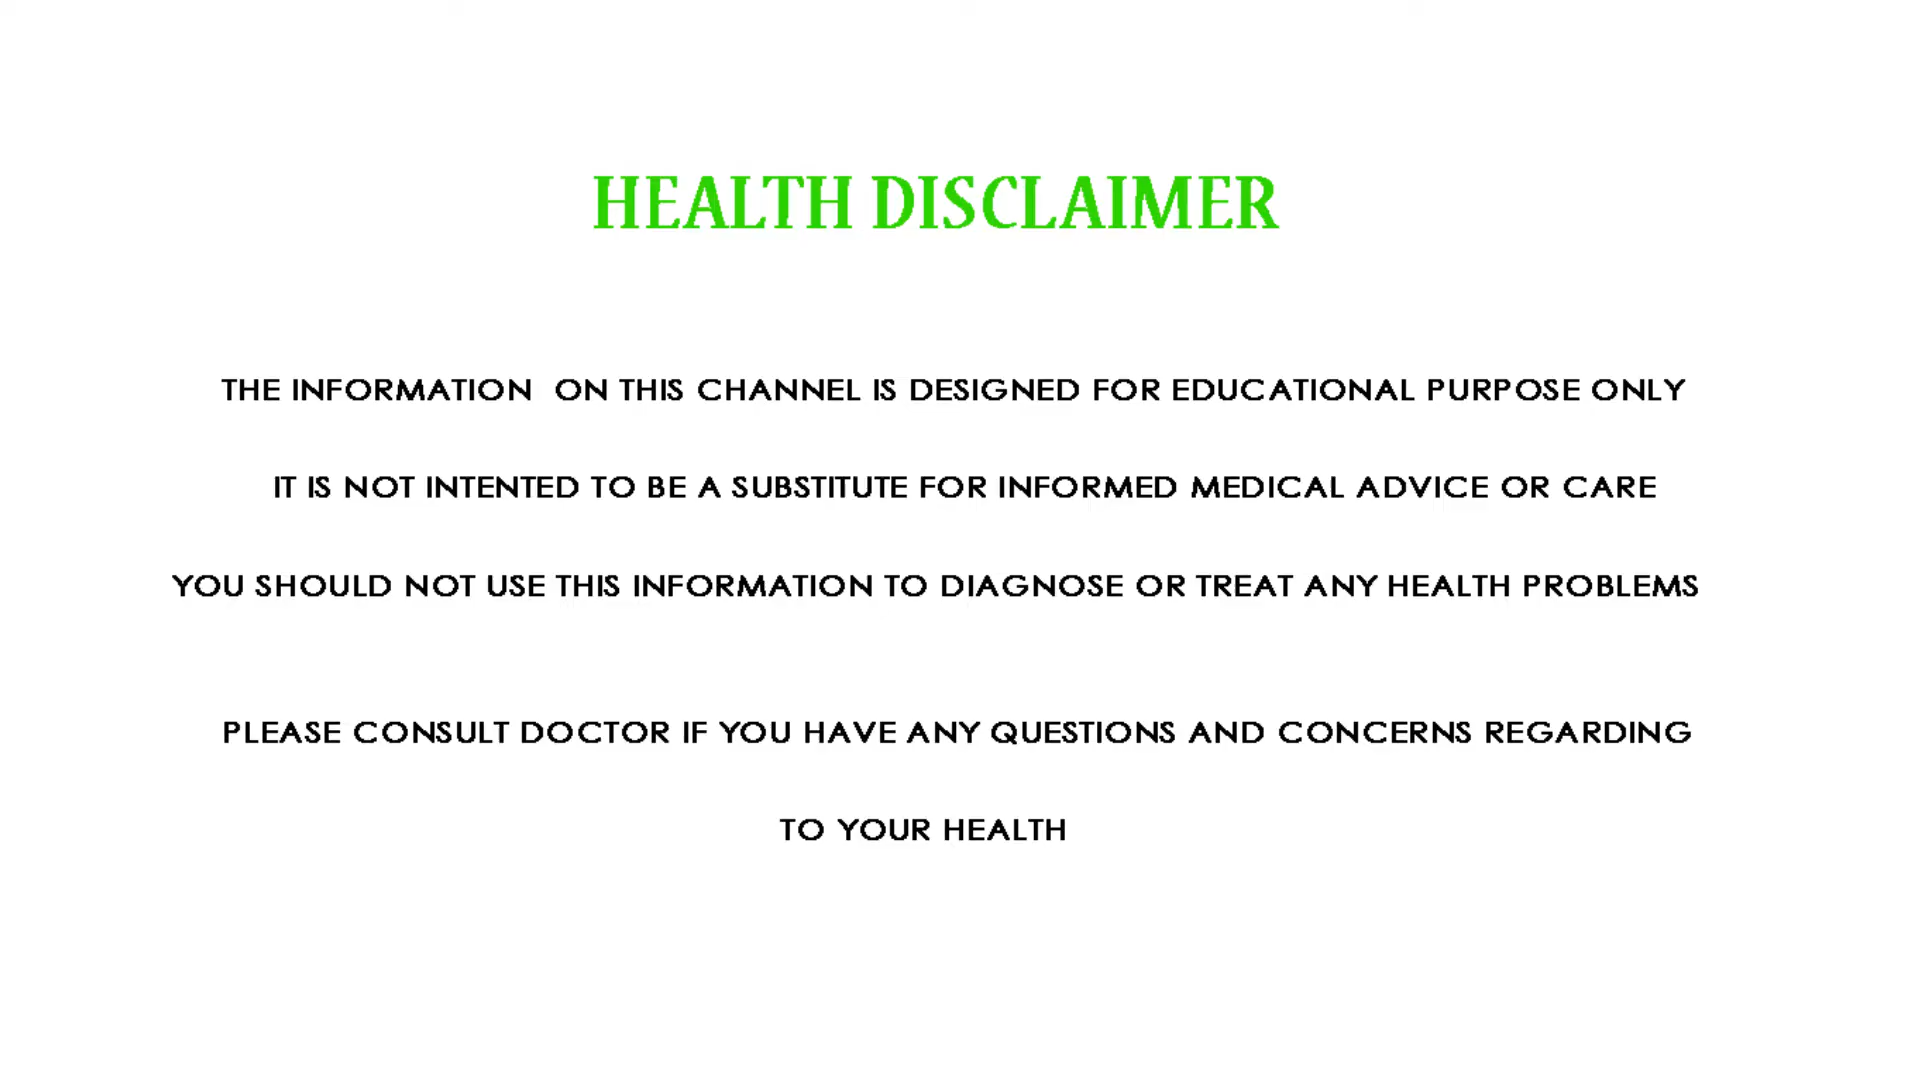 HEALTH DISCLAIMER
THE INFORMATION  ON THIS CHANNEL IS DESIGNED FOR EDUCATIONAL PURPOSE ONLY
IT IS NOT INTENTED TO BE A SUBSTITUTE FOR INFORMED MEDICAL ADVICE OR CARE
YOU SHOULD NOT USE THIS INFORMATION TO DIAGNOSE OR TREAT ANY HEALTH PROBLEMS
PLEASE CONSULT DOCTOR IF YOU HAVE ANY QUESTIONS AND CONCERNS REGARDING
TO YOUR HEALTH